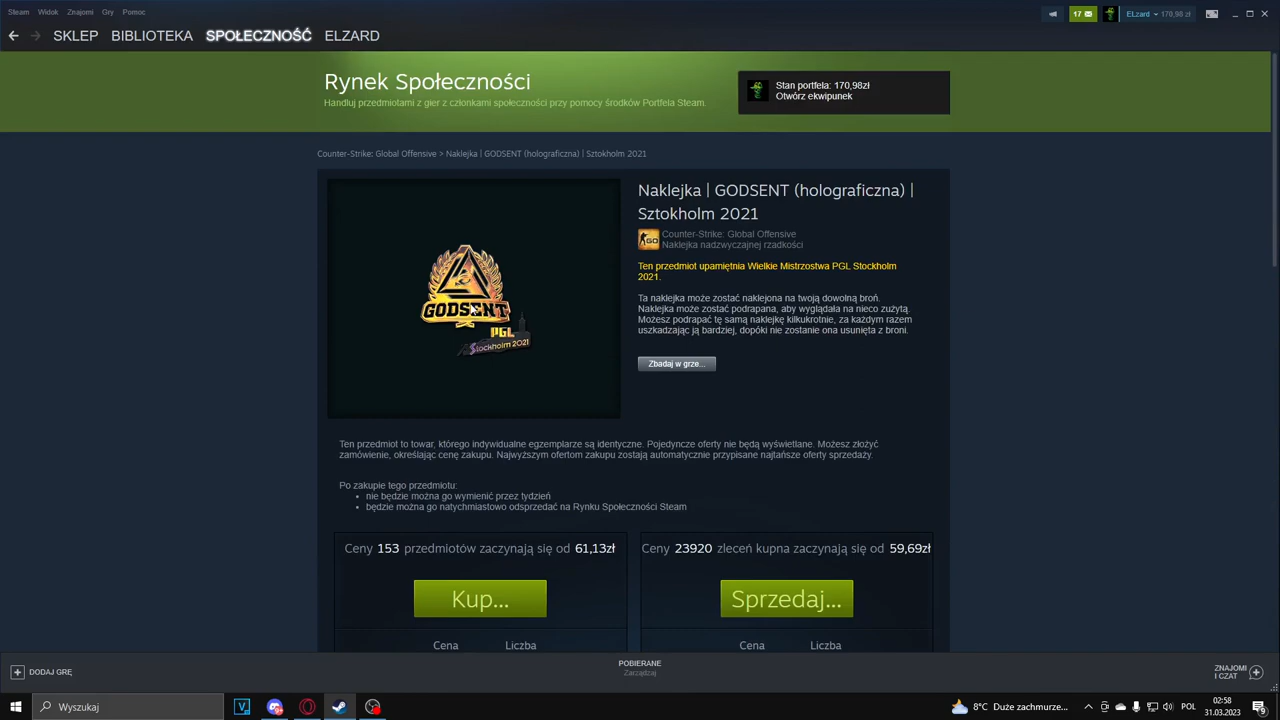 Steam Widok Znajomi Gry Pomoc
17 ELzard 170,98 zł
SKLEP BIBLIOTEKA SPOŁECZNOŚĆ ELZARD
Rynek Społeczności
Handluj przedmiotami z gier z członkami społeczności przy pomocy środków Portfela Steam.
Stan portfela: 170,98zł
Otwórz ekwipunek
Counter-Strike: Global Offensive > Naklejka | GODSENT (holograficzna) | Sztokholm 2021
GODSENT
PGL
Stockholm 2021
Naklejka | GODSENT (holograficzna) |
Sztokholm 2021
GO
Counter-Strike: Global Offensive
Naklejka nadzwyczajnej rzadkości
Ten przedmiot upamiętnia Wielkie Mistrzostwa PGL Stockholm
2021.
Ta naklejka może zostać naklejona na twoją dowolną broń.
Naklejka może zostać podrapana, aby wyglądała na nieco zużytą.
Możesz podrapać tę samą naklejkę kilkukrotnie, za każdym razem
uszkadzając ją bardziej, dopóki nie zostanie ona usunięta z broni.
Zbadaj w grze...
Ten przedmiot to towar, którego indywidualne egzemplarze są identyczne. Pojedyncze oferty nie będą wyświetlane. Możesz złożyć
zamówienie, określając cenę zakupu. Najwyższym ofertom zakupu zostają automatycznie przypisane najtańsze oferty sprzedaży.
Po zakupie tego przedmiotu:
• nie będzie można go wymienić przez tydzień
• będzie można go natychmiastowo odsprzedać na Rynku Społeczności Steam
Ceny 153 przedmiotów zaczynają się od 61,13zł
Kup...
Cena Liczba
Ceny 23920 zleceń kupna zaczynają się od 59,69zł
Sprzedaj...
Cena Liczba
DODAJ GRĘ
POBIERANE
Zarządzaj
ZNAJOMI
I CZAT
Wyszukaj
8°C Duże zachmurze...
POL
02:58
31.03.2023